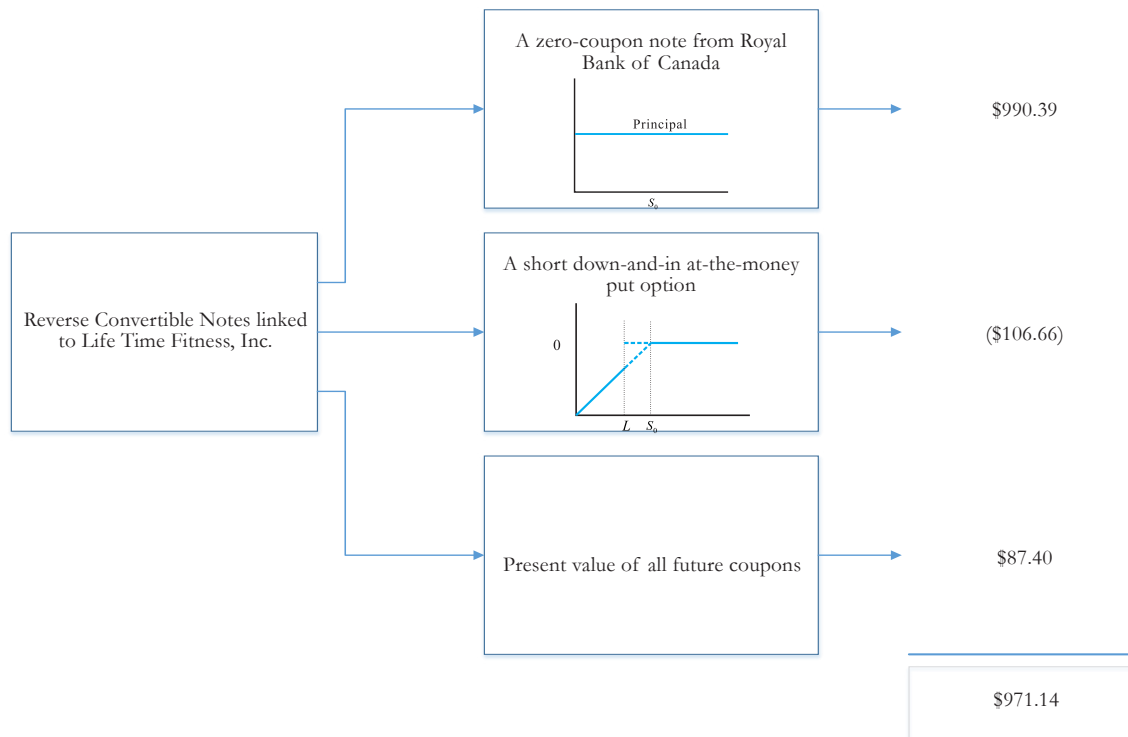 A zero-coupon note from Royal
Bank of Canada
Principal
S₀
$990.39
Reverse Convertible Notes linked
to Life Time Fitness, Inc.
A short down-and-in at-the-money
put option
0
L S₀
($106.66)
Present value of all future coupons
$87.40
$971.14